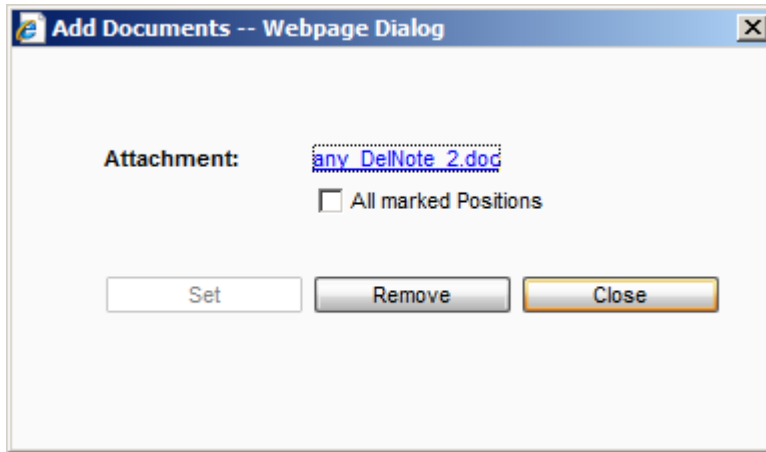 Add Documents -- Webpage Dialog
Attachment: any_DelNote_2.doc
All marked Positions
Set Remove Close